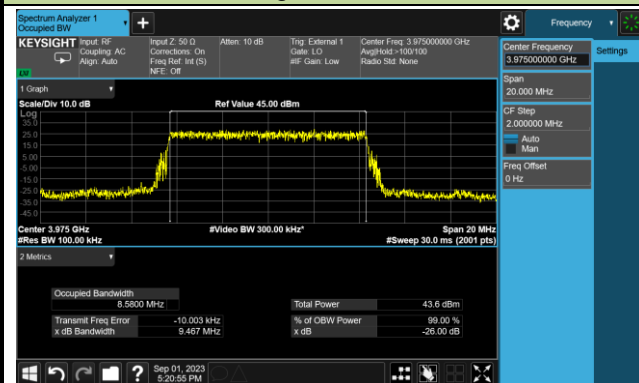 Spectrum Analyzer 1
Occupied BW
+
Frequency
KEYSIGHT
Input: RF
Coupling: AC
Align: Auto
Input Z: 50 Ω
Corrections: On
Freq Ref: Int (S)
NFE: Off
Atten: 10 dB
Trig: External 1
Gate: LO
#IF Gain: Low
Center Freq: 3.975000000 GHz
Avg|Hold:>100/100
Radio Std: None
Center Frequency
3.975000000 GHz
Settings
Span
20.000 MHz
CF Step
2.000000 MHz
Auto
Man
Freq Offset
0 Hz
1 Graph
Scale/Div 10.0 dB
Ref Value 45.00 dBm
Log
35.0
25.0
15.0
5.00
-5.00
-15.0
-25.0
-35.0
-45.0
Center 3.975 GHz
#Video BW 300.00 kHz*
Span 20 MHz
#Res BW 100.00 kHz
#Sweep 30.0 ms (2001 pts)
2 Metrics
Occupied Bandwidth
8.5800 MHz
Total Power 43.6 dBm
Transmit Freq Error -10.003 kHz
% of OBW Power 99.00 %
x dB Bandwidth 9.467 MHz
x dB -26.00 dB
?
Sep 01, 2023
5:20:55 PM